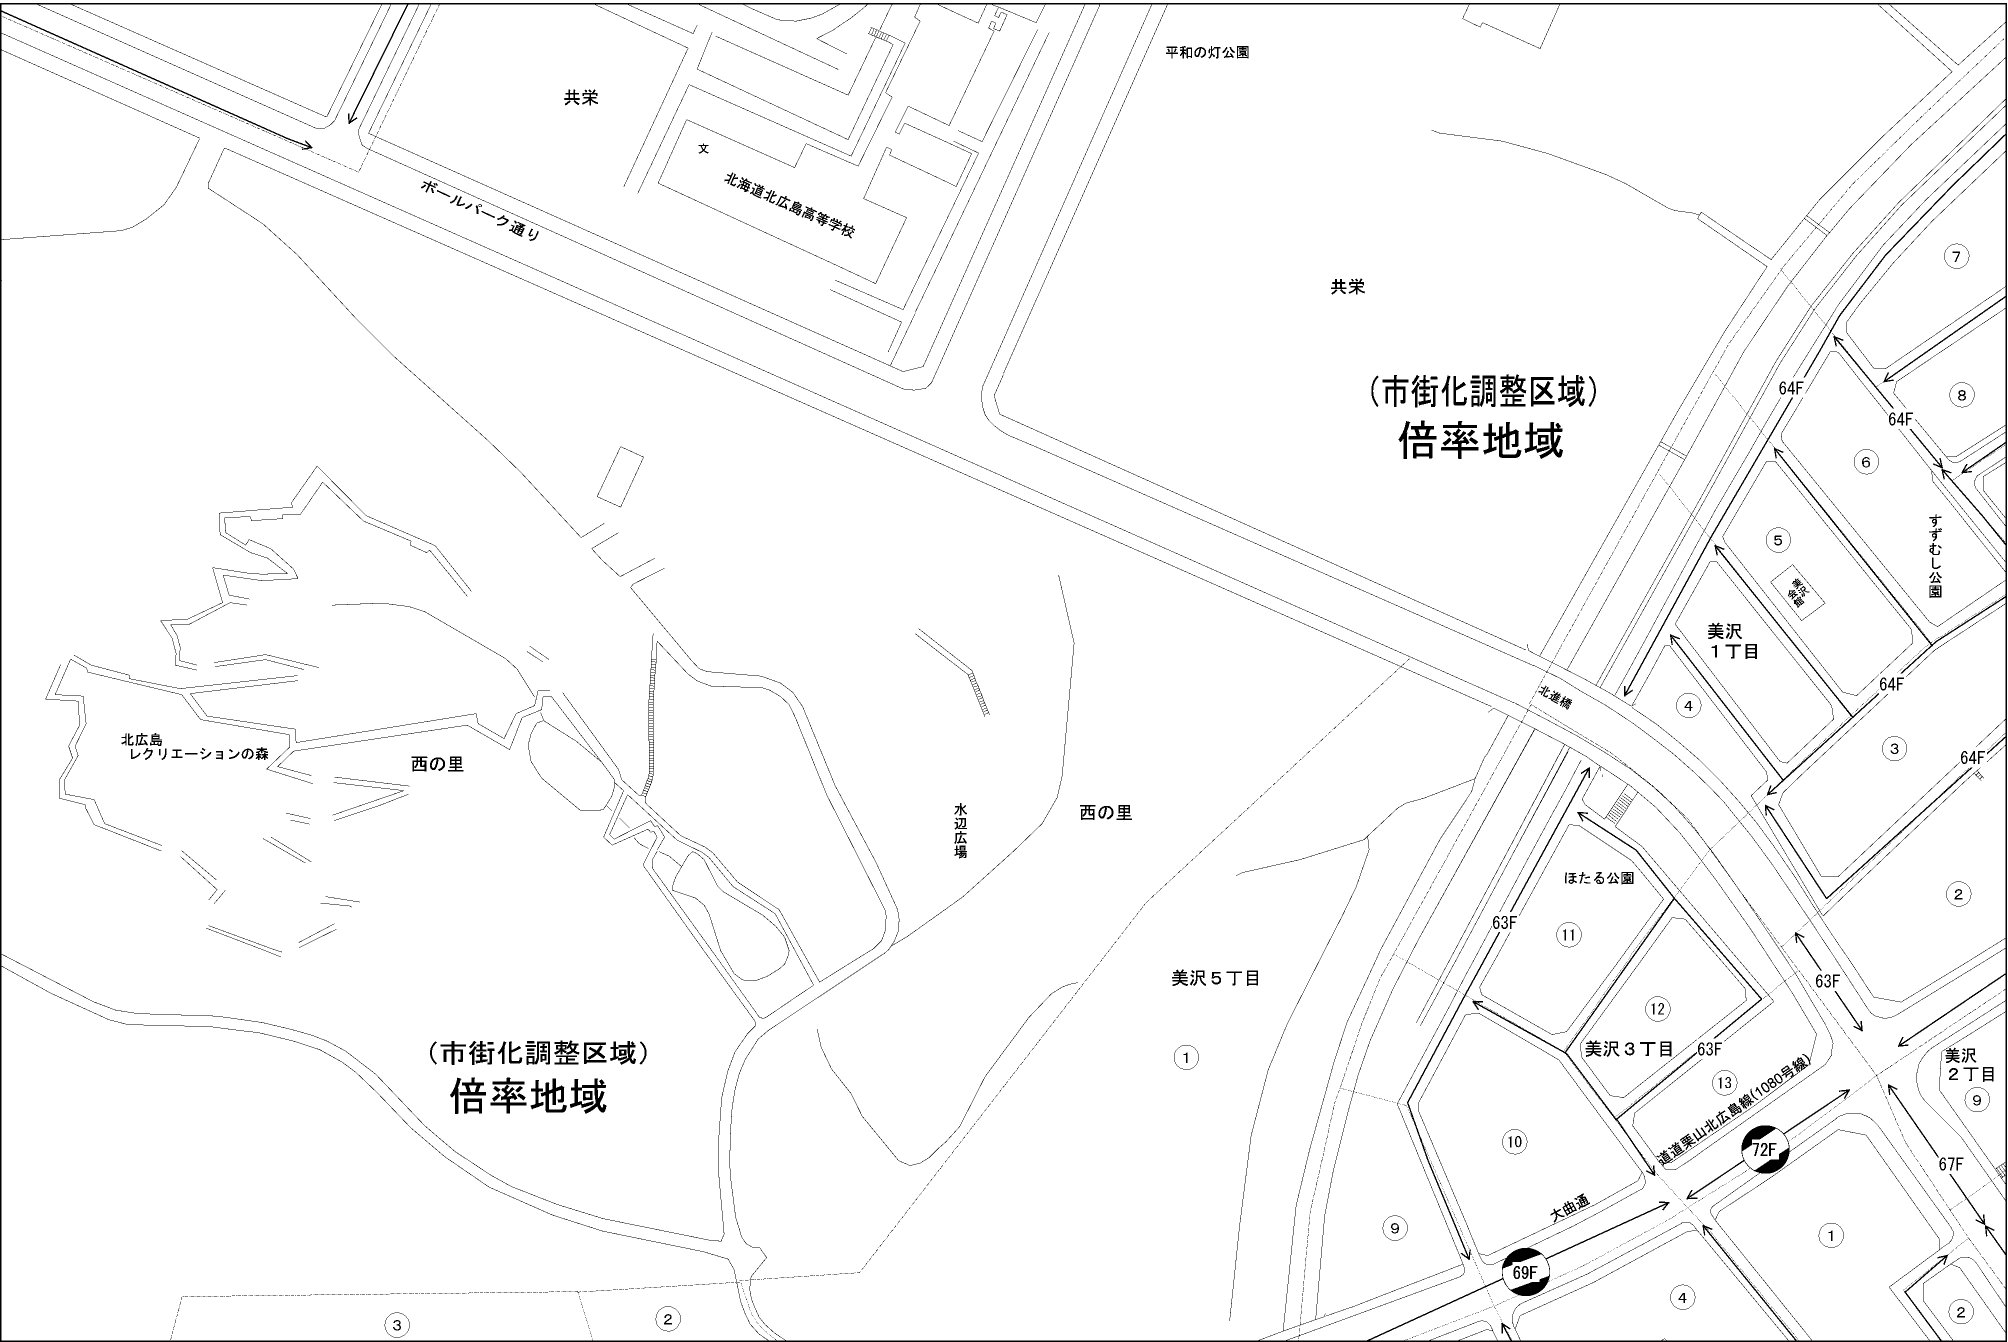 平和の灯公園
共栄
文
北海道北広島高等学校
ボールパーク通り
共栄
（市街化調整区域）
倍率地域
7
64F
8
64F
6
すずむし公園
5
美沢
会館
美沢
1丁目
64F
4
北進橋
3
64F
北広島
レクリエーションの森
西の里
水辺広場
西の里
ほたる公園
2
63F
11
美沢5丁目
63F
12
美沢3丁目
63F
1
（市街化調整区域）
倍率地域
美沢
2丁目
13
9
道道栗山北広島線(1080号線)
10
72F
67F
大曲通
9
1
69F
4
2
3
2